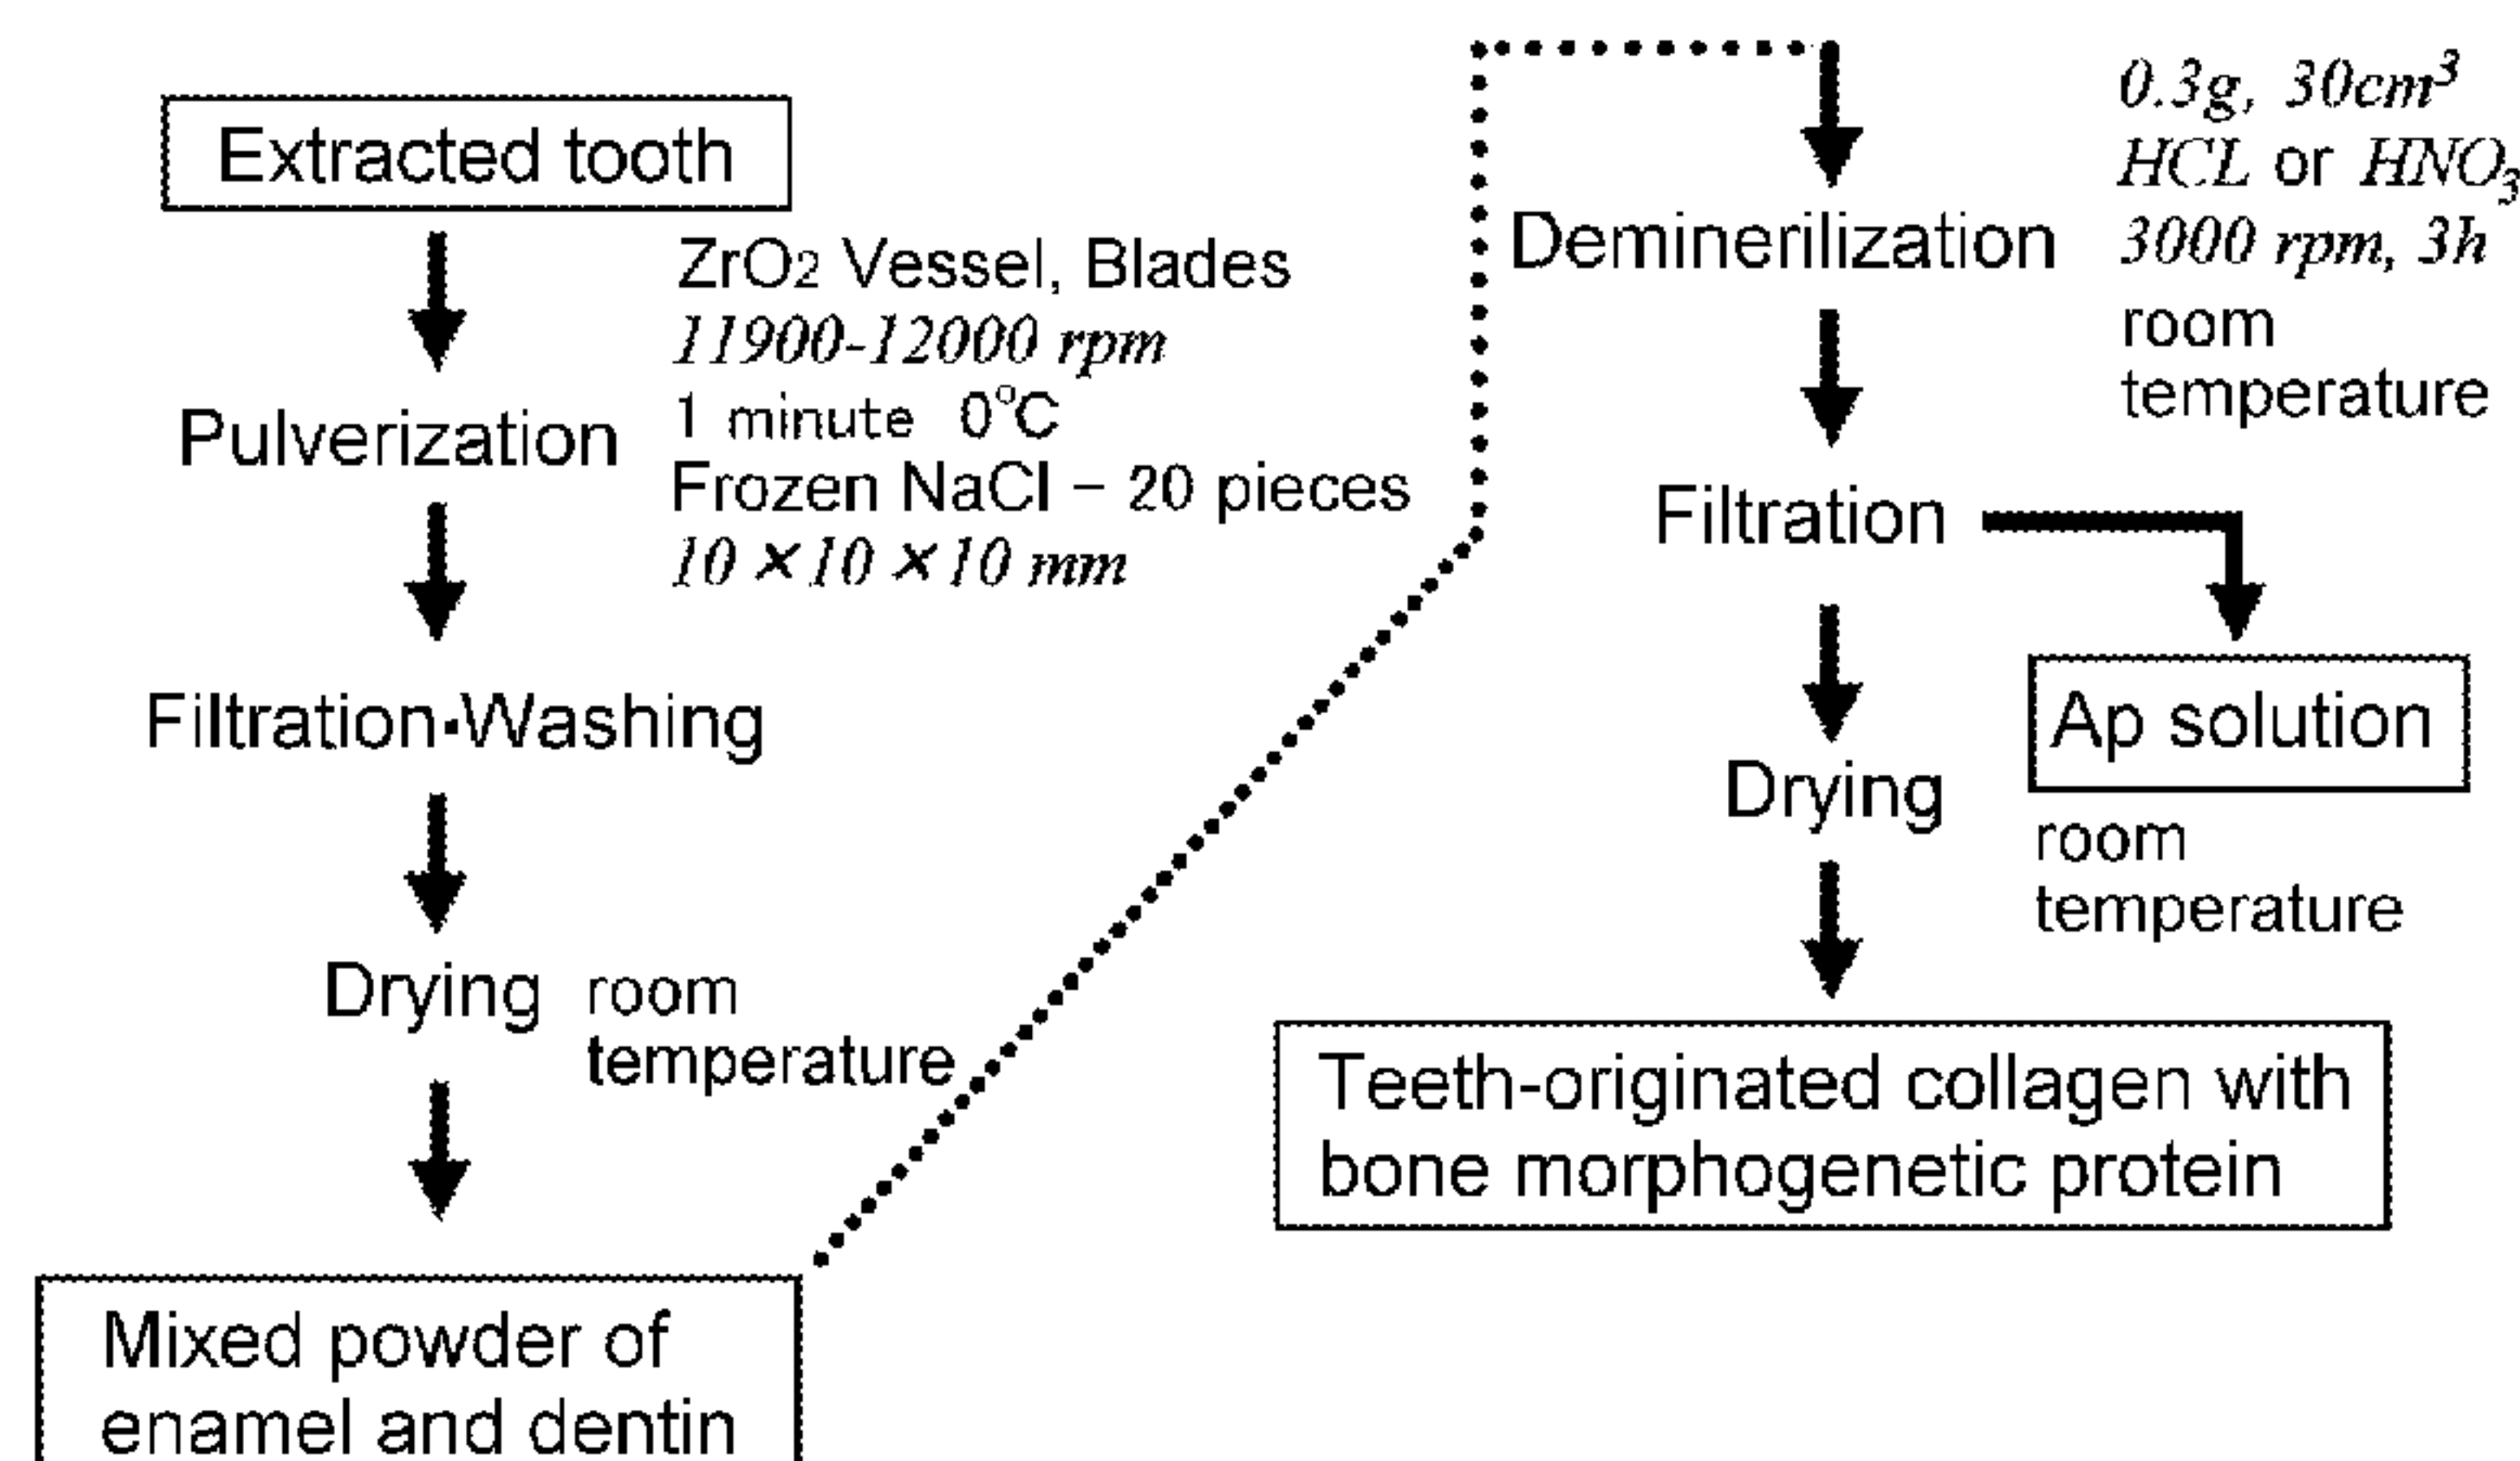 Extracted tooth
ZrO2 Vessel, Blades
11900-12000 rpm
1 minute 0°C
Pulverization
Frozen NaCl – 20 pieces
10 ×10 ×10 mm
Filtration·Washing
Drying
room
temperature
Mixed powder of
enamel and dentin
0.3g, 30cm³
HCL or HNO₃
3000 rpm, 3h
room
temperature
Deminerilization
Filtration
Ap solution
room
temperature
Drying
Teeth-originated collagen with
bone morphogenetic protein